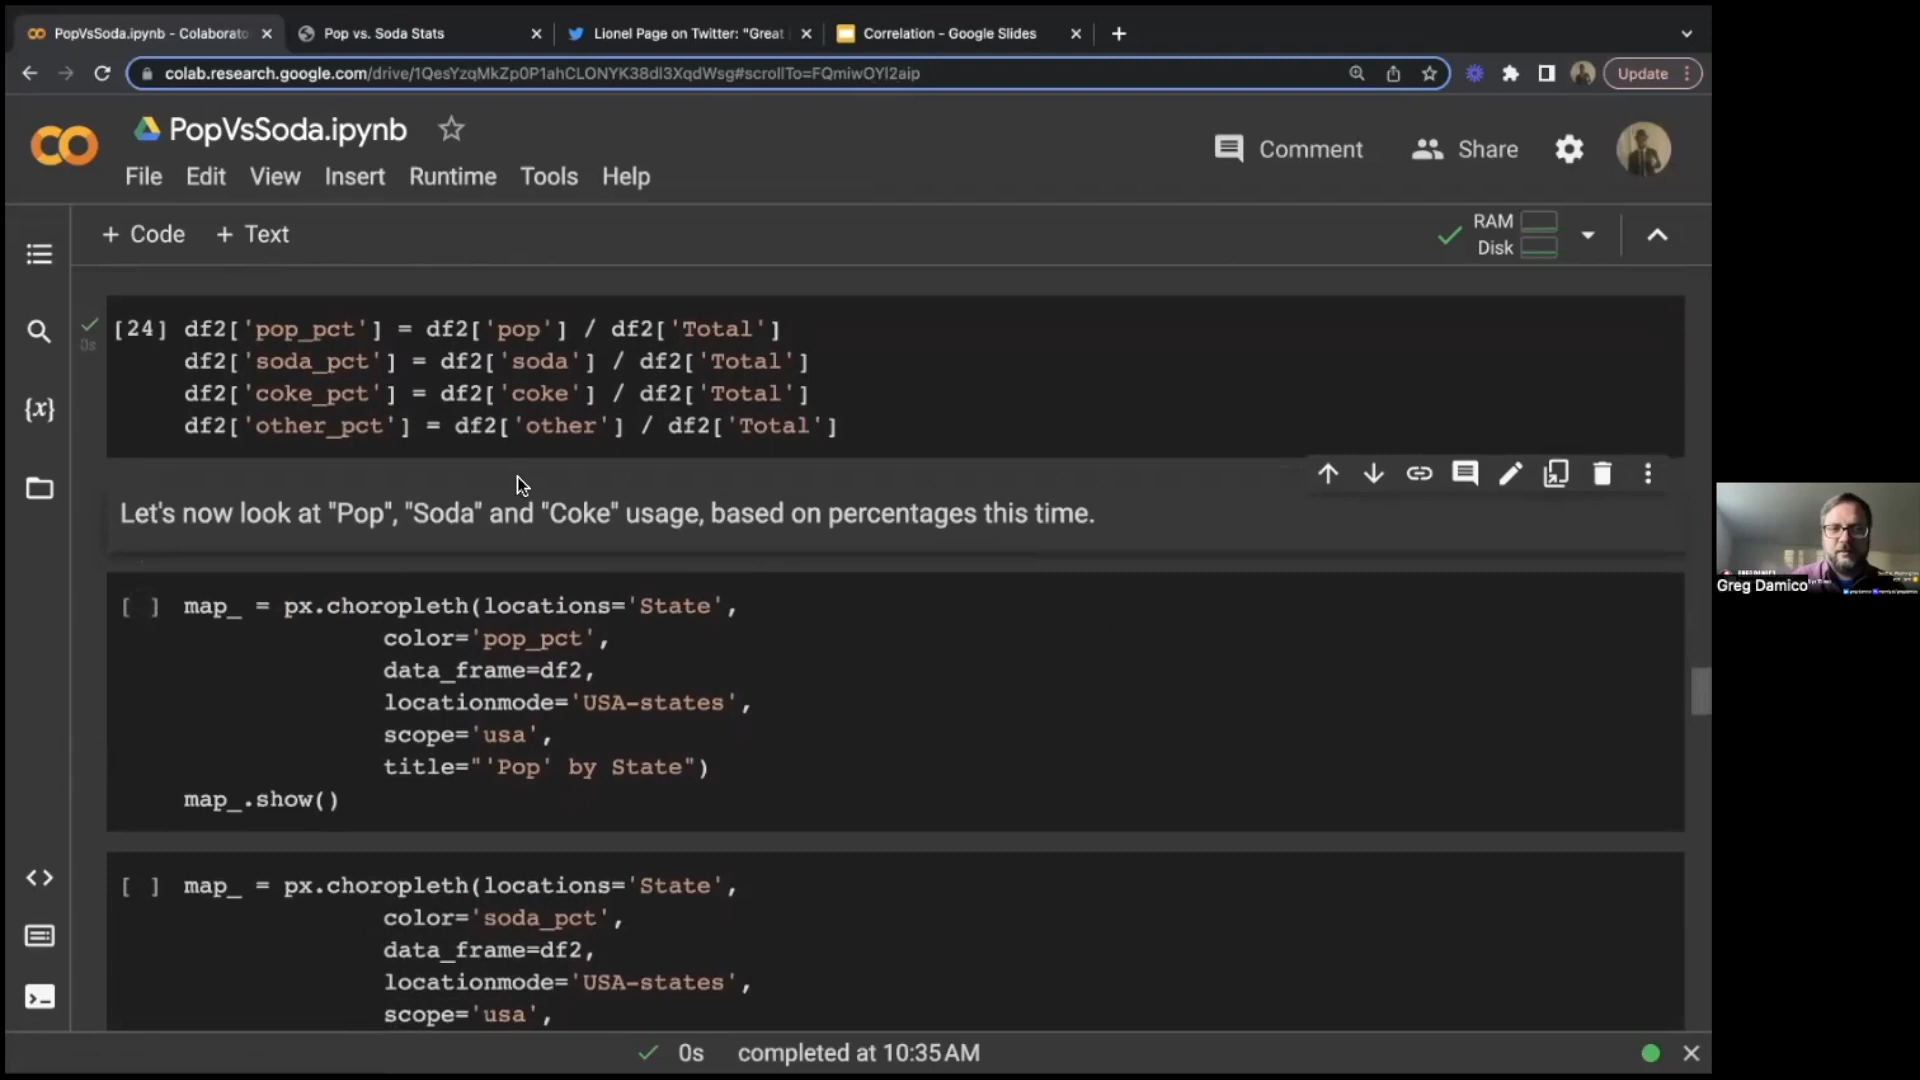 PopVsSoda.ipynb - Colaborato
Pop vs. Soda Stats
Lionel Page on Twitter: "Great
Correlation - Google Slides
colab.research.google.com/drive/1QesYzqMkZp0P1ahCLONYK38dl3XqdWsg#scrollTo=FQmiwOYl2aip
Update
CO
PopVsSoda.ipynb
File Edit View Insert Runtime Tools Help
Comment
Share
+ Code + Text
RAM
Disk
0s
[24] df2['pop_pct'] = df2['pop'] / df2['Total']
df2['soda_pct'] = df2['soda'] / df2['Total']
df2['coke_pct'] = df2['coke'] / df2['Total']
df2['other_pct'] = df2['other'] / df2['Total']
{x}
Let's now look at "Pop", "Soda" and "Coke" usage, based on percentages this time.
[ ] map_ = px.choropleth(locations='State',
color='pop_pct',
data_frame=df2,
locationmode='USA-states',
scope='usa',
title="'Pop' by State")
map_.show()
[ ] map_ = px.choropleth(locations='State',
color='soda_pct',
data_frame=df2,
locationmode='USA-states',
scope='usa',
0s completed at 10:35 AM
Greg Damico